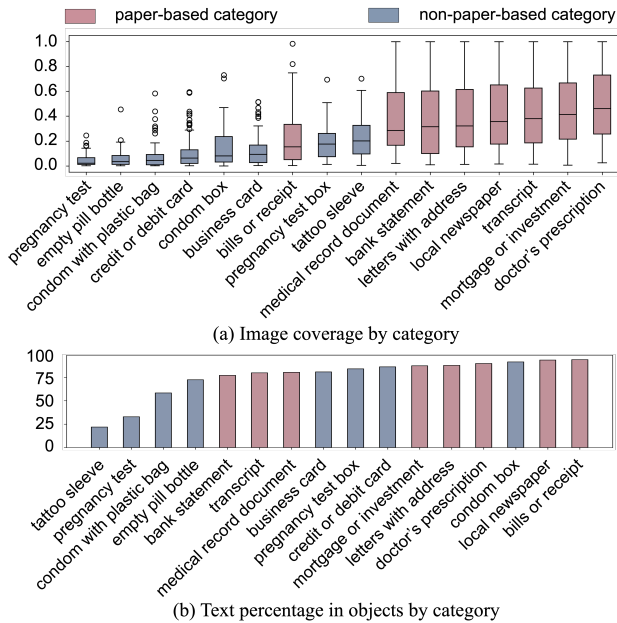 paper-based category non-paper-based category
1.0
0.8
0.6
0.4
0.2
0.0
pregnancy test
empty pill bottle
condom with plastic bag
credit or debit card
condom box
business card
bills or receipt
pregnancy test box
tattoo sleeve
medical record document
bank statement
letters with address
local newspaper
transcript
mortgage or investment
doctor's prescription
(a) Image coverage by category
100
75
50
25
0
tattoo sleeve
pregnancy test
condom with plastic bag
empty pill bottle
bank statement
transcript
medical record document
business card
pregnancy test box
credit or debit card
mortgage or investment
letters with address
doctor's prescription
condom box
local newspaper
bills or receipt
(b) Text percentage in objects by category